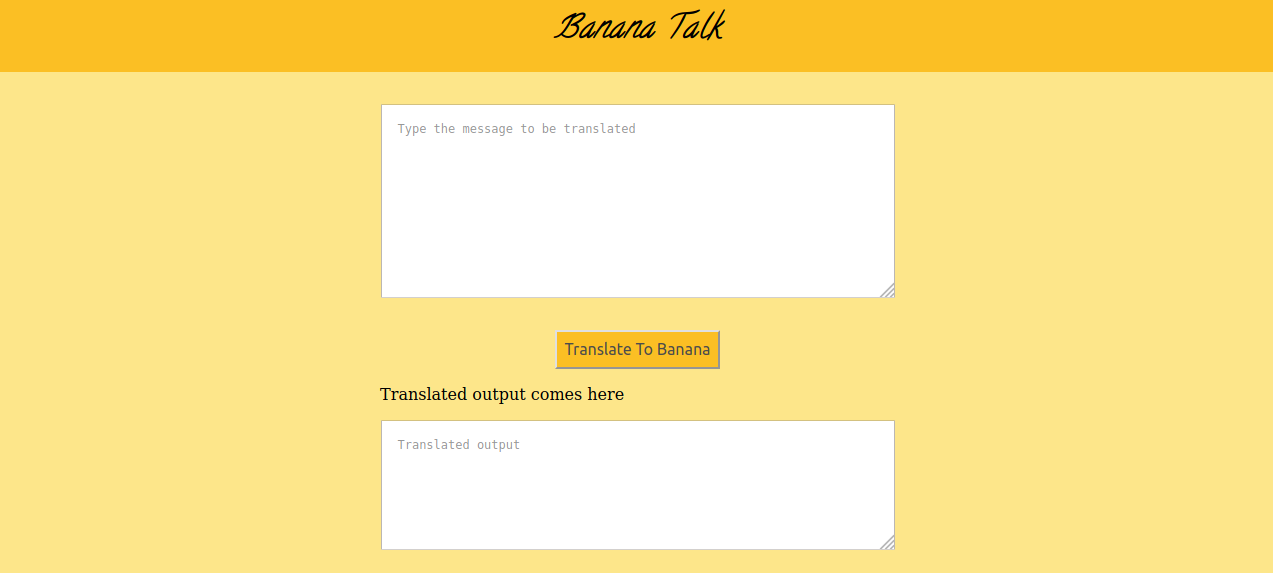 Banana Talk
Type the message to be translated
Translate To Banana
Translated output comes here
Translated output